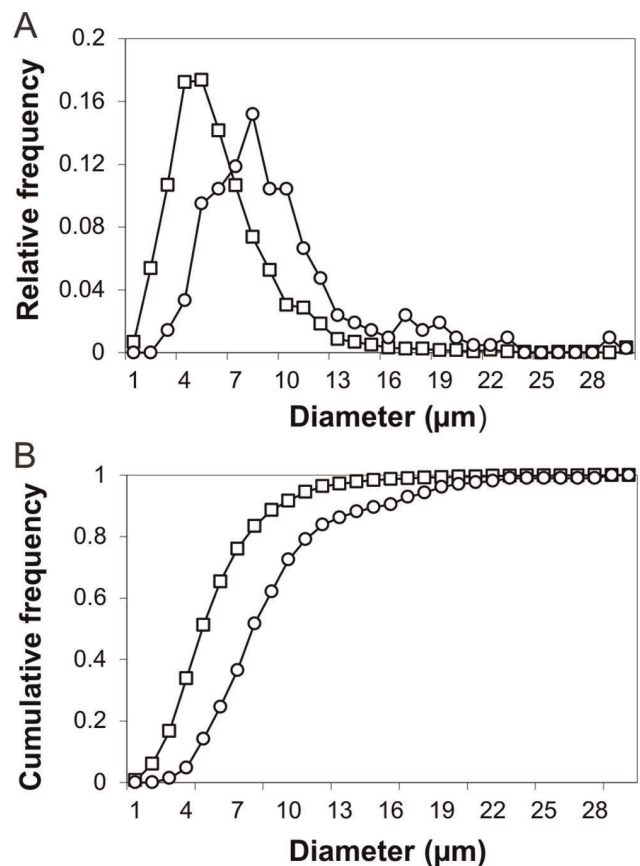 A
0.2
0.16
0.12
0.08
0.04
0
Relative frequency
1 4 7 10 13 16 19 22 25 28
Diameter (µm)
B
1
0.8
0.6
0.4
0.2
0
Cumulative frequency
1 4 7 10 13 16 19 22 25 28
Diameter (µm)